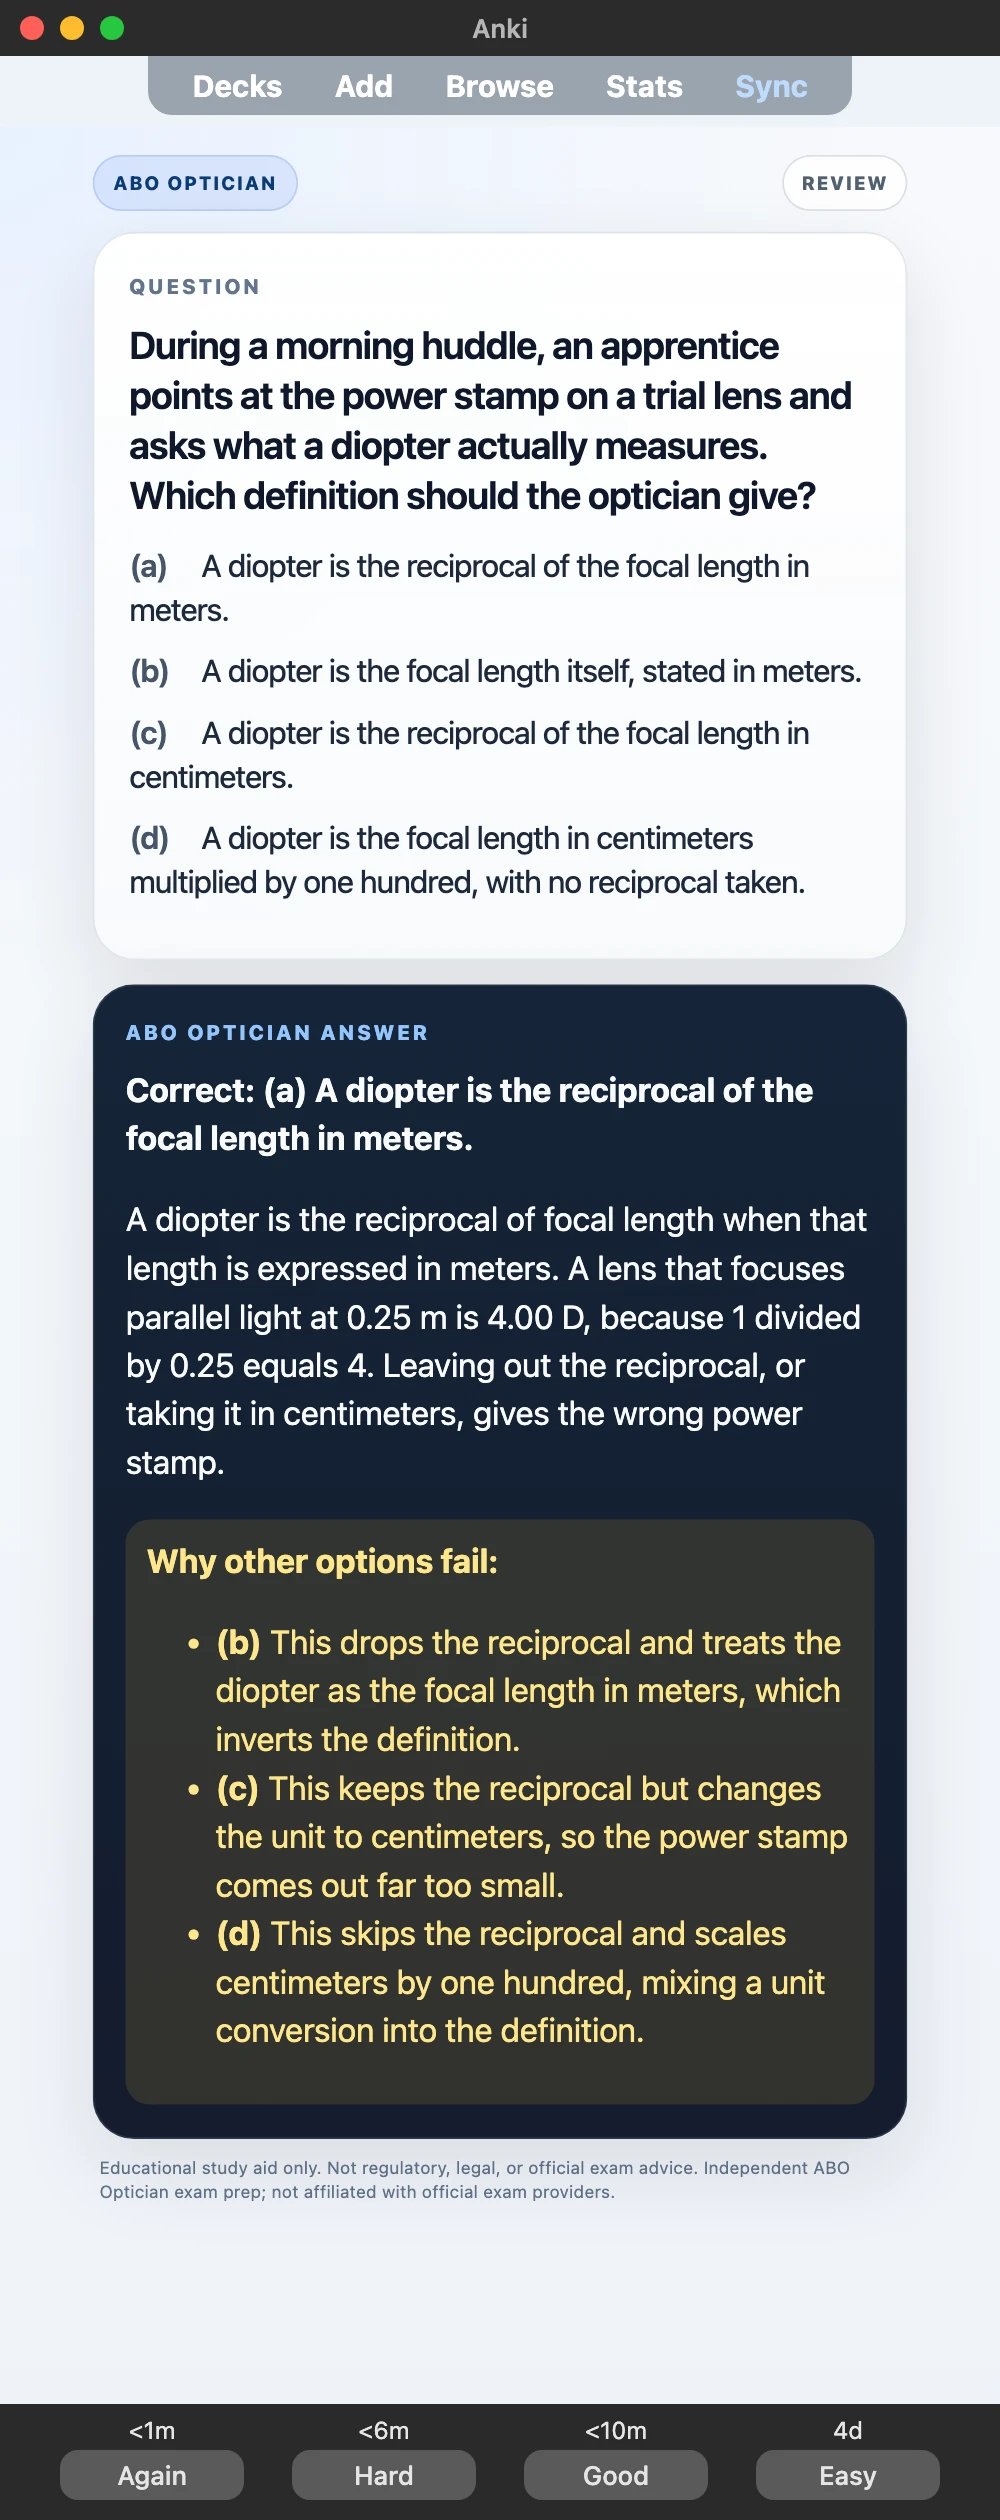 Anki
Decks Add Browse Stats Sync
ABO OPTICIAN REVIEW
QUESTION
During a morning huddle, an apprentice
points at the power stamp on a trial lens and
asks what a diopter actually measures.
Which definition should the optician give?
(a) A diopter is the reciprocal of the focal length in
meters.
(b) A diopter is the focal length itself, stated in meters.
(c) A diopter is the reciprocal of the focal length in
centimeters.
(d) A diopter is the focal length in centimeters
multiplied by one hundred, with no reciprocal taken.
ABO OPTICIAN ANSWER
Correct: (a) A diopter is the reciprocal of the
focal length in meters.
A diopter is the reciprocal of focal length when that
length is expressed in meters. A lens that focuses
parallel light at 0.25 m is 4.00 D, because 1 divided
by 0.25 equals 4. Leaving out the reciprocal, or
taking it in centimeters, gives the wrong power
stamp.
Why other options fail:
• (b) This drops the reciprocal and treats the
diopter as the focal length in meters, which
inverts the definition.
• (c) This keeps the reciprocal but changes
the unit to centimeters, so the power stamp
comes out far too small.
• (d) This skips the reciprocal and scales
centimeters by one hundred, mixing a unit
conversion into the definition.
Educational study aid only. Not regulatory, legal, or official exam advice. Independent ABO
Optician exam prep; not affiliated with official exam providers.
<1m <6m <10m 4d
Again Hard Good Easy